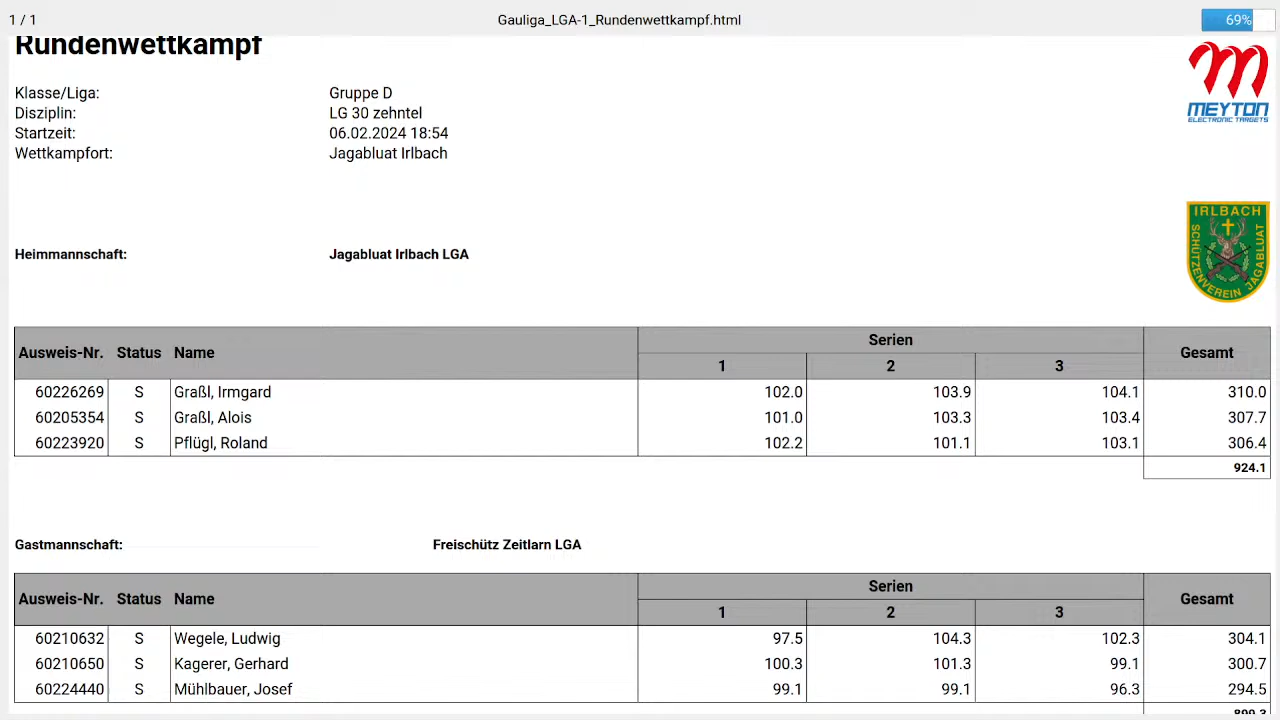 1 / 1
Gauliga_LGA-1_Rundenwettkampf.html
69%
Rundenwettkampf
MEYTON
ELECTRONIC TARGETS
Klasse/Liga: Gruppe D
Disziplin: LG 30 zehntel
Startzeit: 06.02.2024 18:54
Wettkampfort: Jagabluat Irlbach
IRLBACH
SCHÜTZENVEREIN JAGABLUAT
Heimmannschaft: Jagabluat Irlbach LGA
Ausweis-Nr. Status Name Serien Gesamt
1 2 3
60226269 S Graßl, Irmgard 102.0 103.9 104.1 310.0
60205354 S Graßl, Alois 101.0 103.3 103.4 307.7
60223920 S Pflügl, Roland 102.2 101.1 103.1 306.4
924.1
Gastmannschaft: Freischütz Zeitlarn LGA
Ausweis-Nr. Status Name Serien Gesamt
1 2 3
60210632 S Wegele, Ludwig 97.5 104.3 102.3 304.1
60210650 S Kagerer, Gerhard 100.3 101.3 99.1 300.7
60224440 S Mühlbauer, Josef 99.1 99.1 96.3 294.5
899.3